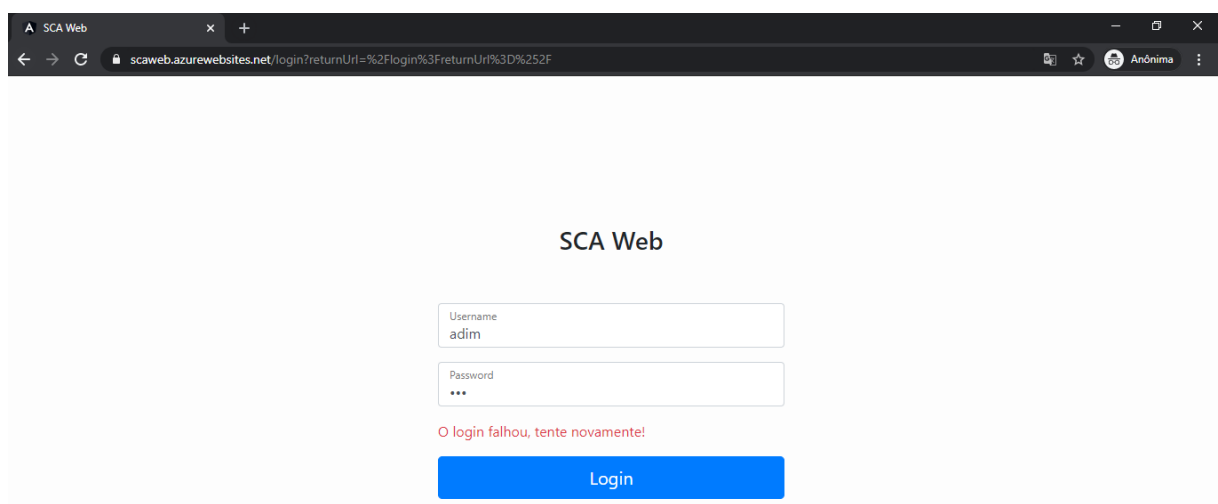 SCA Web
scaweb.azurewebsites.net/login?returnUrl=%2Flogin%3FreturnUrl%3D%252F
Anônima
SCA Web
Username
adim
Password
•••
O login falhou, tente novamente!
Login